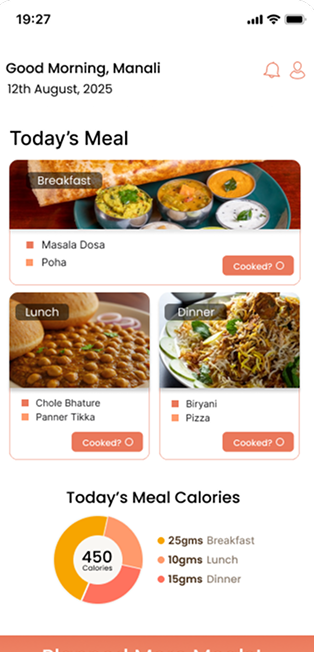 19:27
Good Morning, Manali
12th August, 2025
Today's Meal
Breakfast
Masala Dosa
Poha
Cooked?
Lunch
Chole Bhature
Panner Tikka
Cooked?
Dinner
Biryani
Pizza
Cooked?
Today's Meal Calories
450
Calories
25gms Breakfast
10gms Lunch
15gms Dinner